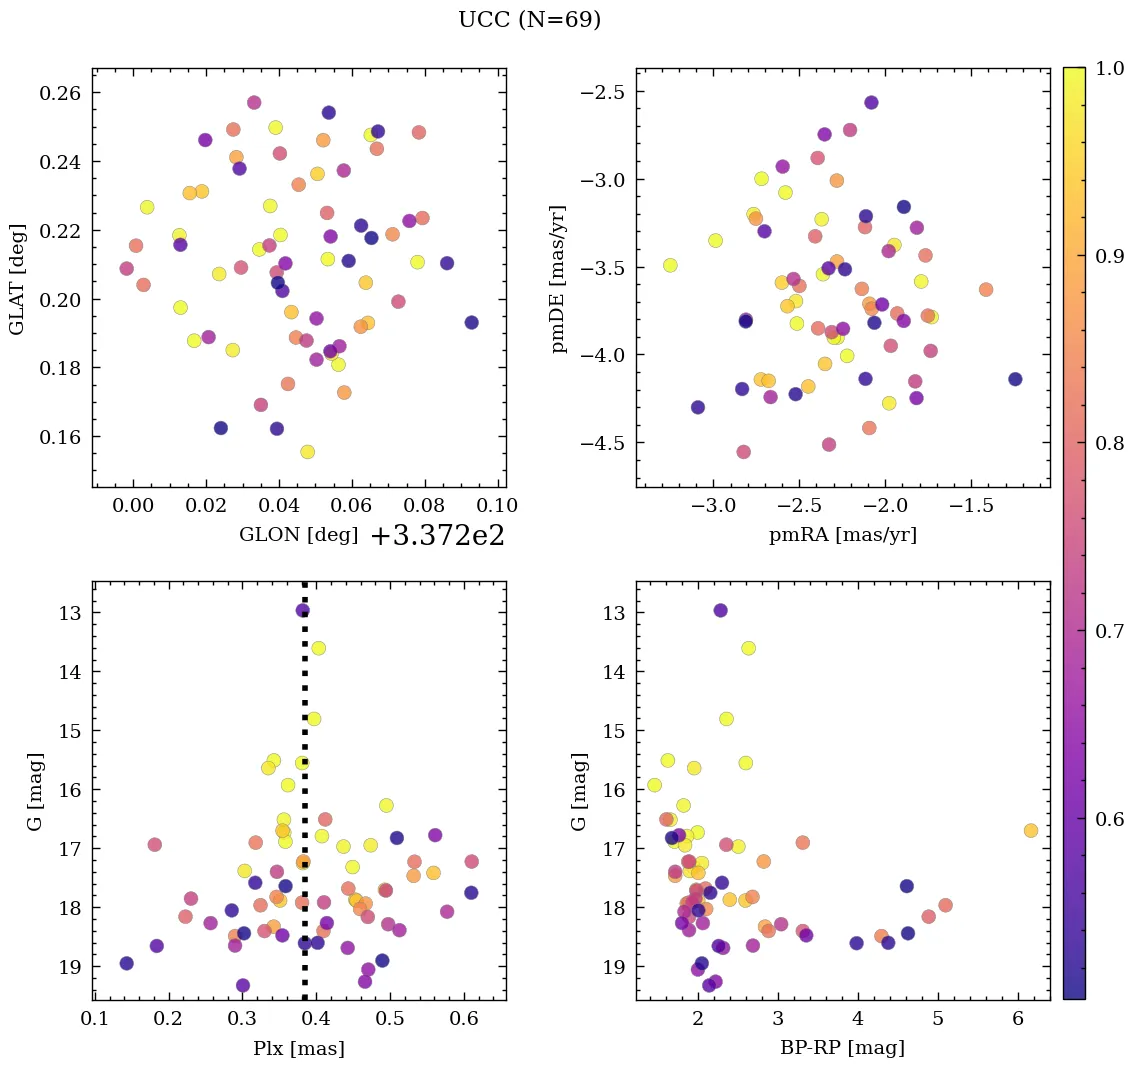 UCC (N=69)
0.26
0.24
0.22
0.20
0.18
0.16
GLAT [deg]
0.00 0.02 0.04 0.06 0.08 0.10
GLON [deg] +3.372e2
−2.5
−3.0
−3.5
−4.0
−4.5
pmDE [mas/yr]
−3.0 −2.5 −2.0 −1.5
pmRA [mas/yr]
1.0
0.9
0.8
0.7
0.6
13
14
15
16
17
18
19
G [mag]
0.1 0.2 0.3 0.4 0.5 0.6
Plx [mas]
13
14
15
16
17
18
19
G [mag]
2 3 4 5 6
BP-RP [mag]